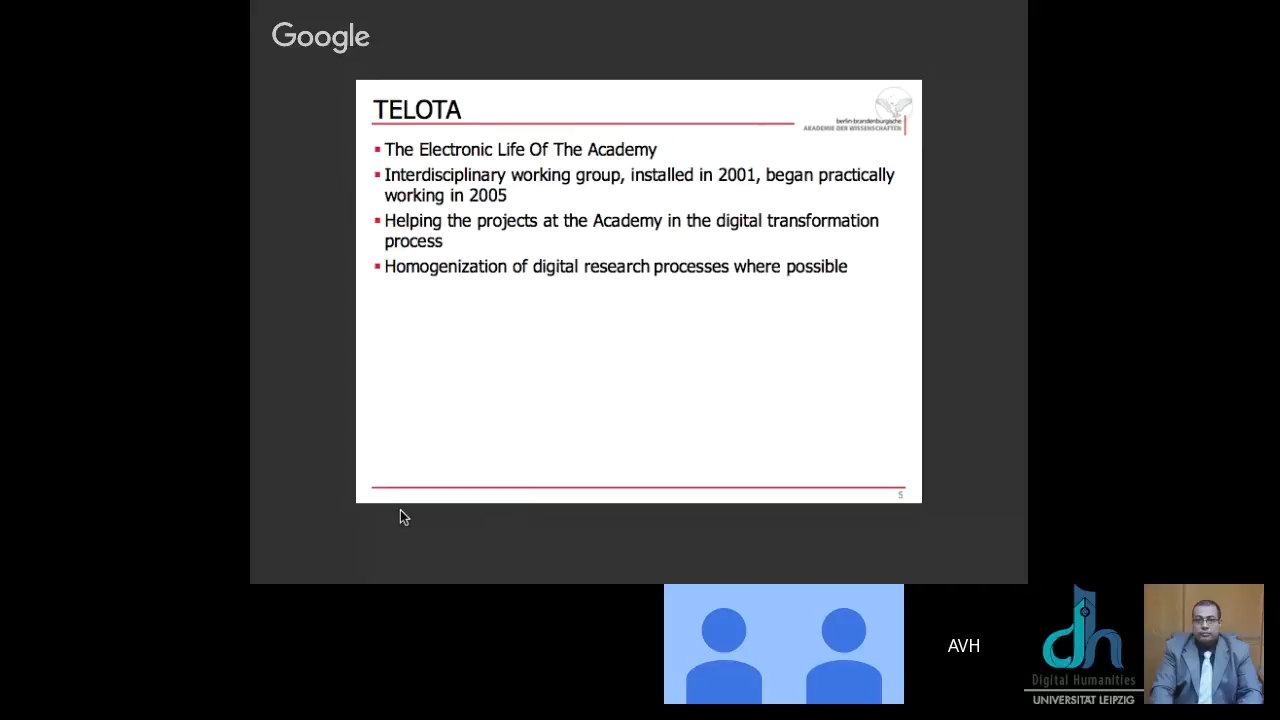 Google
TELOTA
berlin-brandenburgische
AKADEMIE DER WISSENSCHAFTEN
The Electronic Life Of The Academy
Interdisciplinary working group, installed in 2001, began practically
working in 2005
Helping the projects at the Academy in the digital transformation
process
Homogenization of digital research processes where possible
5
AVH
dh
Digital Humanities
UNIVERSITÄT LEIPZIG